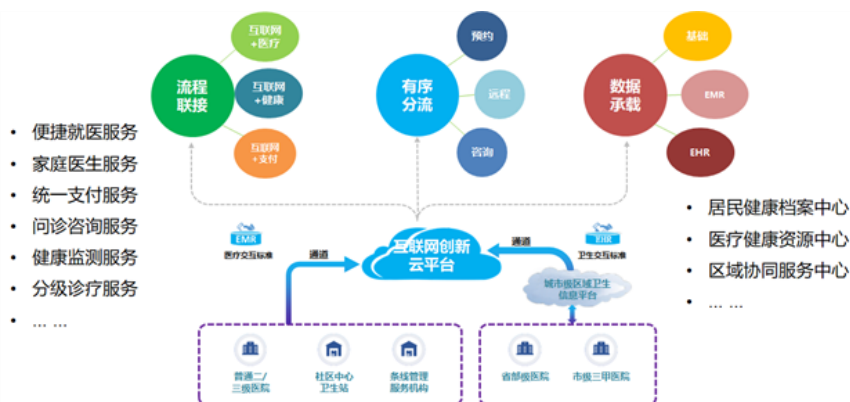 互联网
+医疗
流程
联接
互联网
+健康
互联网
+支付
预约
有序
分流
远程
咨询
基础
数据
承载
EMR
EHR
• 便捷就医服务
• 家庭医生服务
• 统一支付服务
• 问诊咨询服务
• 健康监测服务
• 分级诊疗服务
• … …
• 居民健康档案中心
• 医疗健康资源中心
• 区域协同服务中心
• … …
EMR
医疗交互标准
通道
互联网创新
云平台
通道
EHR
卫生交互标准
城市级区域卫生
信息平台
普通二/
三级医院
社区中心
卫生站
条线管理
服务机构
省部级医院
市级三甲医院